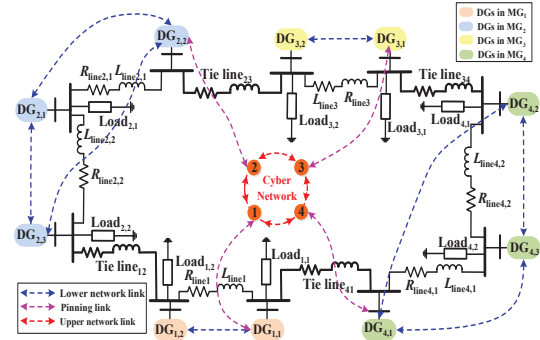 DG2,2
DG3,2
DG3,1
DGs in MG1
DGs in MG2
DGs in MG3
DGs in MG4
Rline2,1
Lline2,1
Tie line23
Lline3
Rline3
Tie line34
DG2,1
Load2,1
Load3,2
Load3,1
Load4,1
DG4,2
Lline2,2
Rline2,2
2
3
Cyber
Network
1
4
Lline4,2
Rline4,2
DG2,3
Load2,2
Tie line12
Load1,2
Rline1
Lline1
Load1,1
Tie line41
Load4,2
DG4,3
Rline4,1
Lline4,1
Lower network link
Pinning link
Upper network link
DG1,2
DG1,1
DG4,1